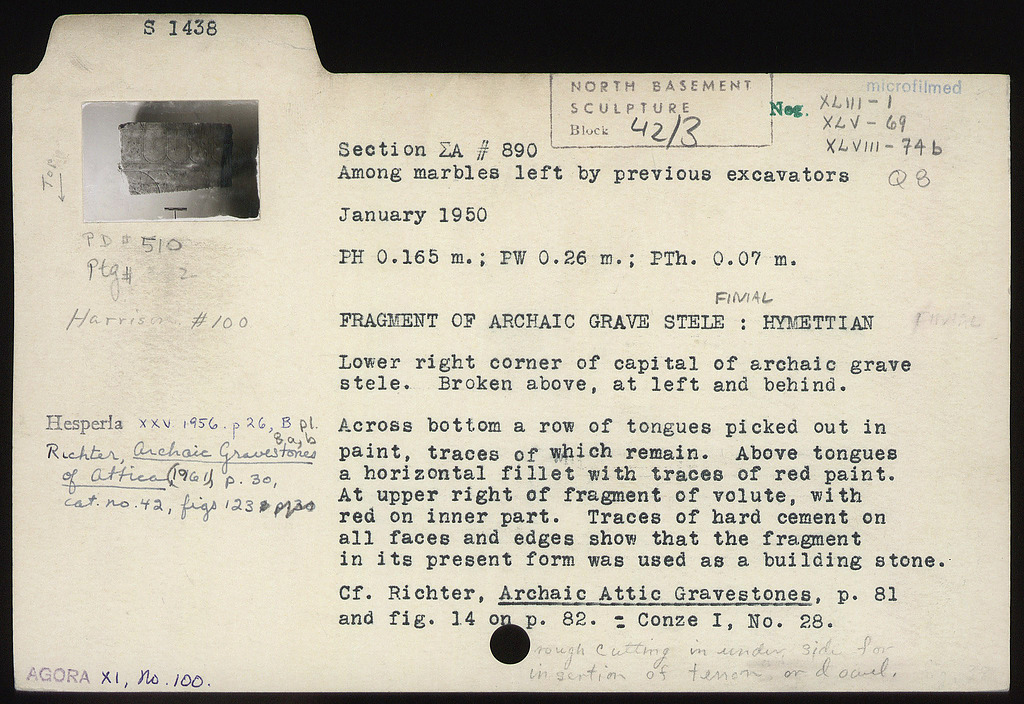 S 1438
NORTH BASEMENT
SCULPTURE
Block 42/3
Neg.
XLIII - 1
XLV - 69
XLVIII - 74b
microfilmed
Q 8
TOP
Section ΣA # 890
Among marbles left by previous excavators
January 1950
PH 0.165 m.; PW 0.26 m.; PTh. 0.07 m.
PD# 510
Ptg# 2
Harrison #100
FINIAL
FRAGMENT OF ARCHAIC GRAVE STELE : HYMETTIAN
FINIAL
Lower right corner of capital of archaic grave
stele. Broken above, at left and behind.
Across bottom a row of tongues picked out in
paint, traces of which remain. Above tongues
a horizontal fillet with traces of red paint.
At upper right of fragment of volute, with
red on inner part. Traces of hard cement on
all faces and edges show that the fragment
in its present form was used as a building stone.
Cf. Richter, Archaic Attic Gravestones, p. 81
and fig. 14 on p. 82. = Conze I, No. 28.
rough cutting in under side for
insertion of tenon or dowel.
Hesperia XXV 1956. p 26, B pl.
8,a,b
Richter, Archaic Gravestones
of Attica (1961) p. 30,
cat. no. 42, figs 123
AGORA XI, No. 100.